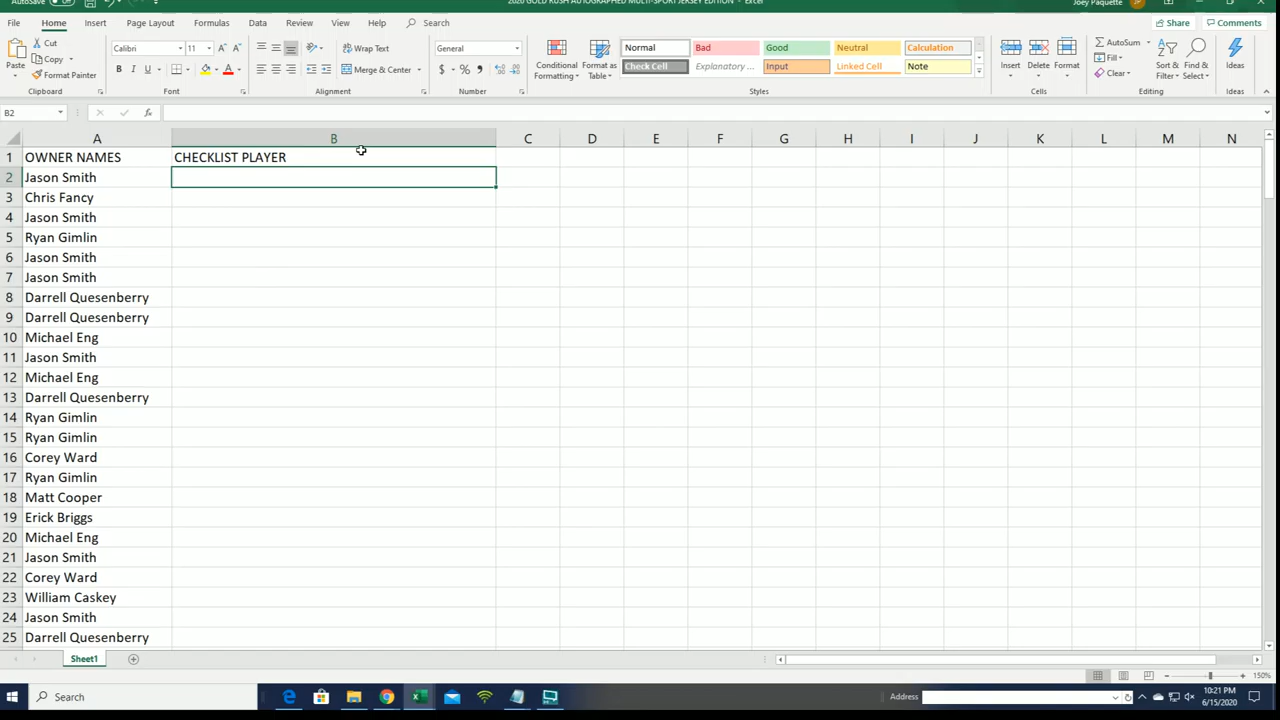 AutoSave
2020 GOLD RUSH AUTOGRAPHED MULTI-SPORT JERSEY EDITION - Excel
Joey Paquette
JP
File Home Insert Page Layout Formulas Data Review View Help Search Share Comments
Paste
Cut
Copy
Format Painter
Calibri 11
B I U
Wrap Text
Merge & Center
General
Conditional Formatting
Format as Table
Normal Bad Good Neutral Calculation
Check Cell Explanatory ... Input Linked Cell Note
Insert Delete Format
AutoSum
Fill
Clear
Sort & Filter
Find & Select
Ideas
Clipboard Font Alignment Number Styles Cells Editing Ideas
B2
A B C D E F G H I J K L M N
1 OWNER NAMES CHECKLIST PLAYER
2 Jason Smith
3 Chris Fancy
4 Jason Smith
5 Ryan Gimlin
6 Jason Smith
7 Jason Smith
8 Darrell Quesenberry
9 Darrell Quesenberry
10 Michael Eng
11 Jason Smith
12 Michael Eng
13 Darrell Quesenberry
14 Ryan Gimlin
15 Ryan Gimlin
16 Corey Ward
17 Ryan Gimlin
18 Matt Cooper
19 Erick Briggs
20 Michael Eng
21 Jason Smith
22 Corey Ward
23 William Caskey
24 Jason Smith
25 Darrell Quesenberry
Sheet1
150%
Search
Address
10:21 PM
6/15/2020